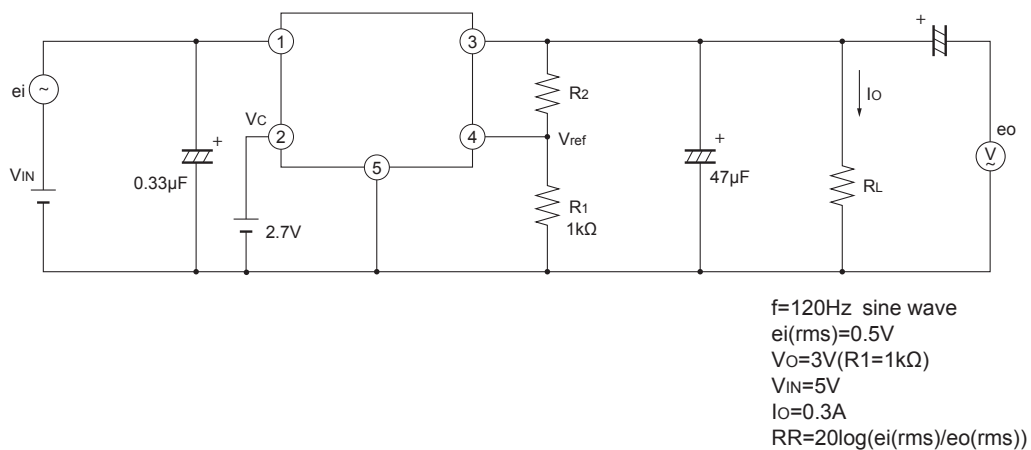 1
3
+
ei
~
R2
IO
VC
2
4
Vref
+
+
eo
V
~
VIN
5
0.33μF
R1
1kΩ
47μF
RL
2.7V
f=120Hz sine wave
ei(rms)=0.5V
VO=3V(R1=1kΩ)
VIN=5V
IO=0.3A
RR=20log(ei(rms)/eo(rms))